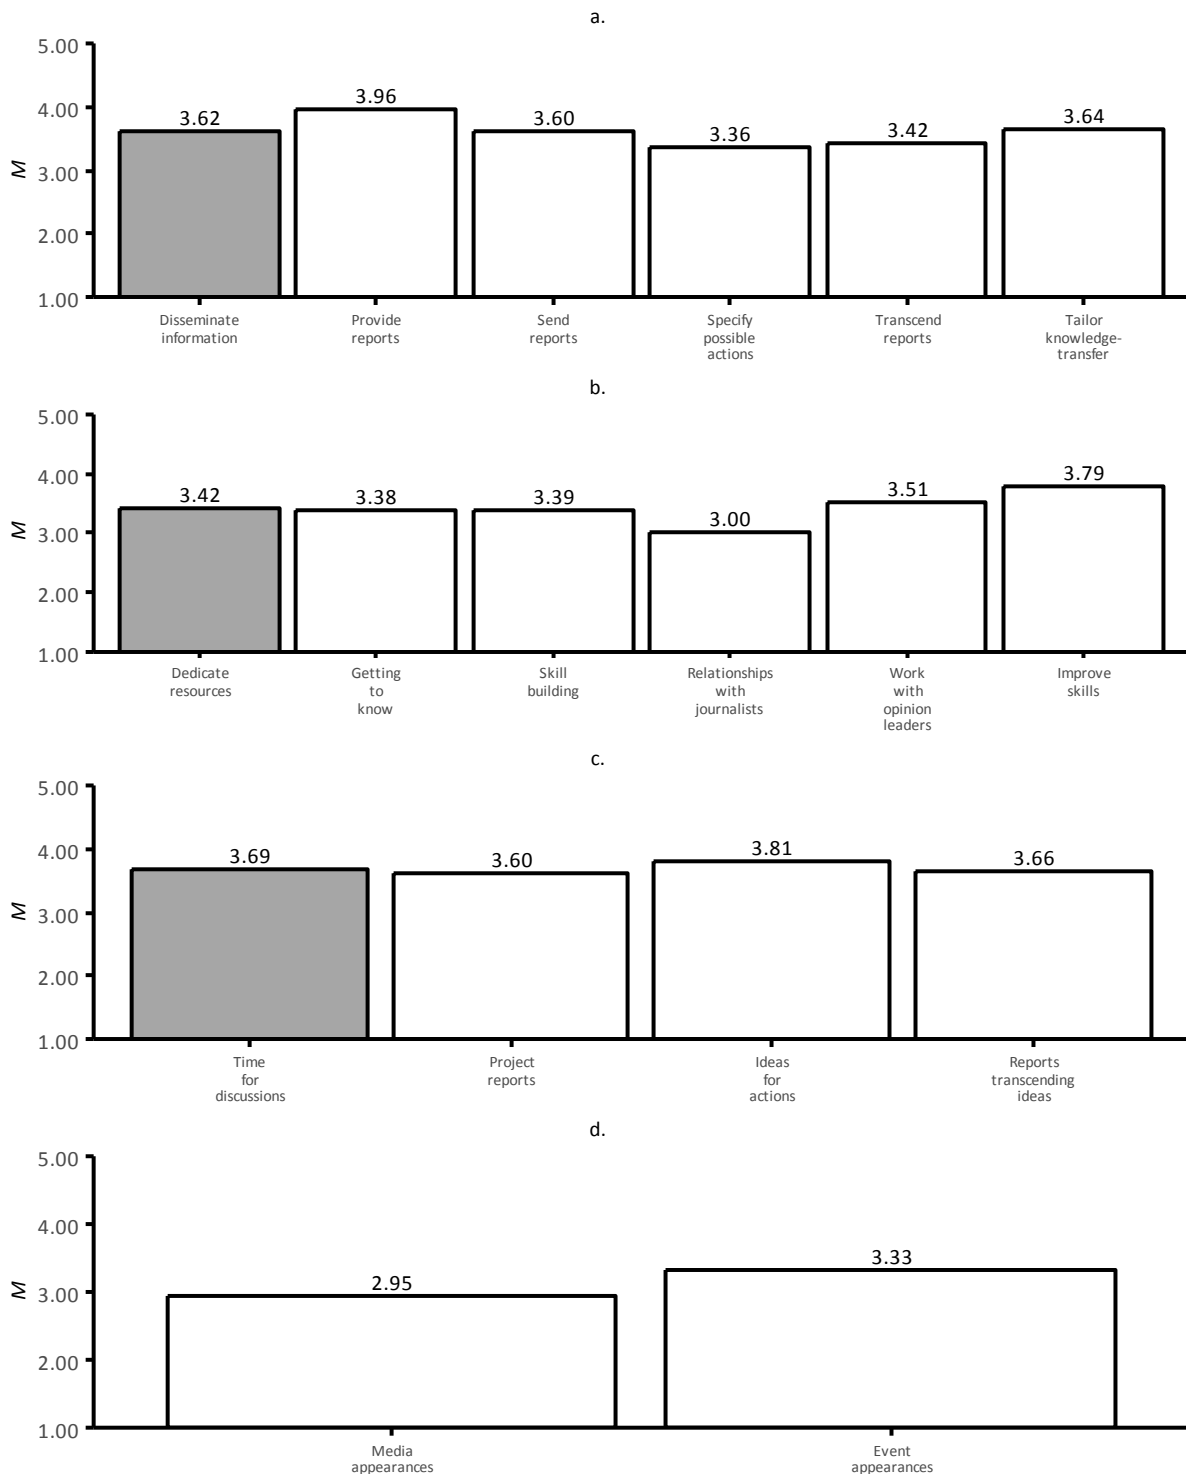 a.
5.00
4.00
3.00
2.00
1.00
M
3.62
3.96
3.60
3.36
3.42
3.64
Disseminate
information
Provide
reports
Send
reports
Specify
possible
actions
Transcend
reports
Tailor
knowledge-
transfer
b.
5.00
4.00
3.00
2.00
1.00
M
3.42
3.38
3.39
3.00
3.51
3.79
Dedicate
resources
Getting
to
know
Skill
building
Relationships
with
journalists
Work
with
opinion
leaders
Improve
skills
c.
5.00
4.00
3.00
2.00
1.00
M
3.69
3.60
3.81
3.66
Time
for
discussions
Project
reports
Ideas
for
actions
Reports
transcending
ideas
d.
5.00
4.00
3.00
2.00
1.00
M
2.95
3.33
Media
appearances
Event
appearances